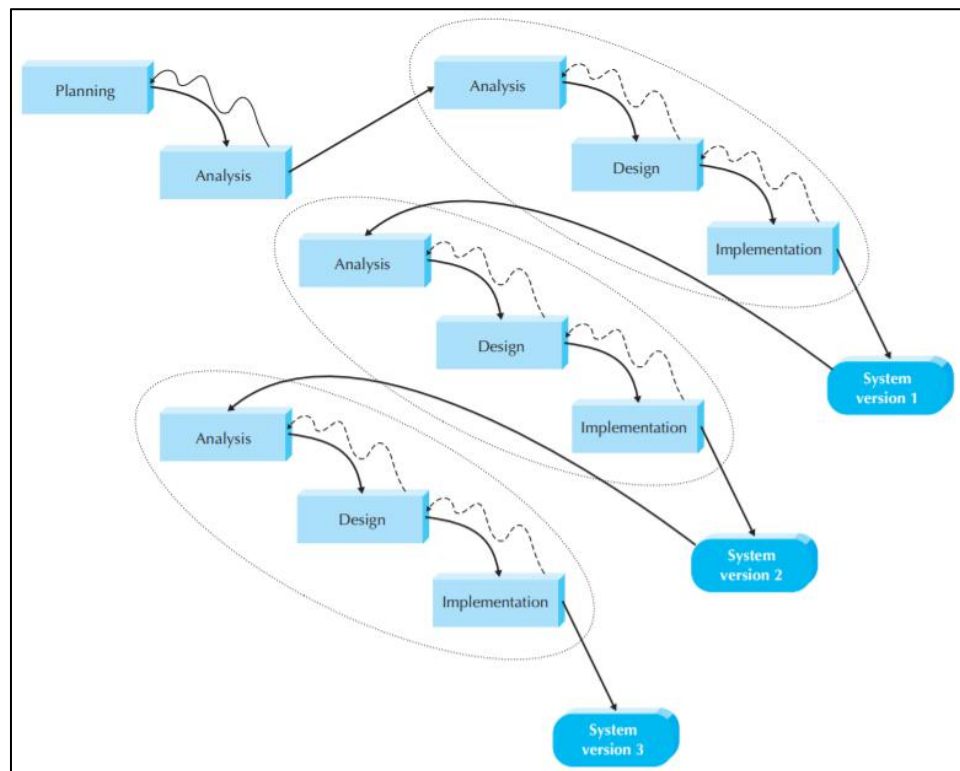 Planning
Analysis
Analysis
Design
Implementation
System
version 1
Analysis
Design
Implementation
System
version 2
Analysis
Design
Implementation
System
version 3